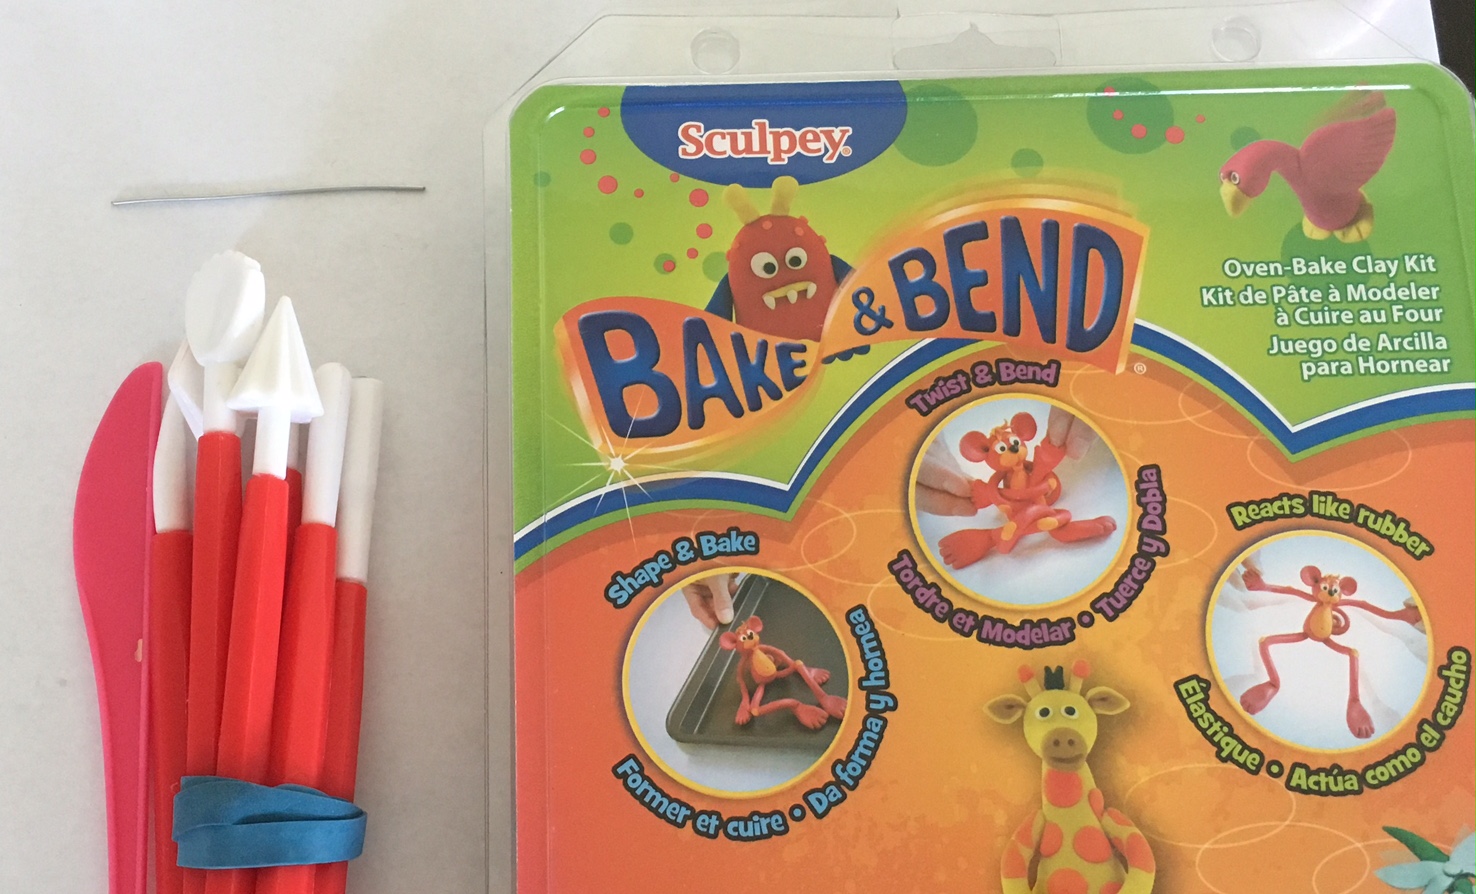 Sculpey®
BAKE & BEND®
Oven-Bake Clay Kit
Kit de Pâte à Modeler
à Cuire au Four
Juego de Arcilla
para Hornear
Twist & Bend
Tordre et Modelar • Tuerce y Dobla
Shape & Bake
Former et cuire • Da forma y hornea
Reacts like rubber
Élastique • Actúa como el caucho